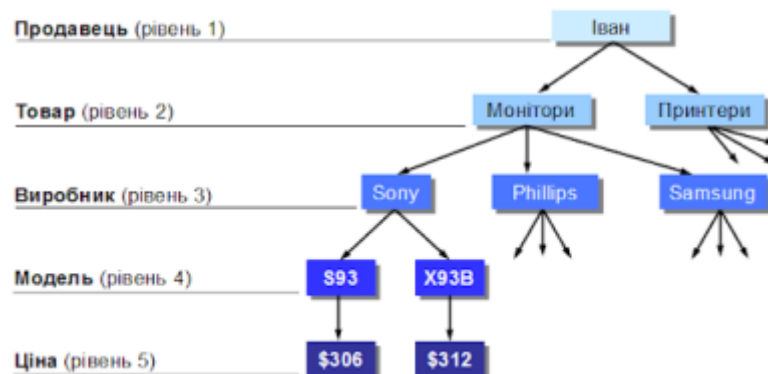 Продавець (рівень 1) Іван
Товар (рівень 2) Монітори Принтери
Виробник (рівень 3) Sony Phillips Samsung
Модель (рівень 4) S93 X93B
Ціна (рівень 5) $306 $312